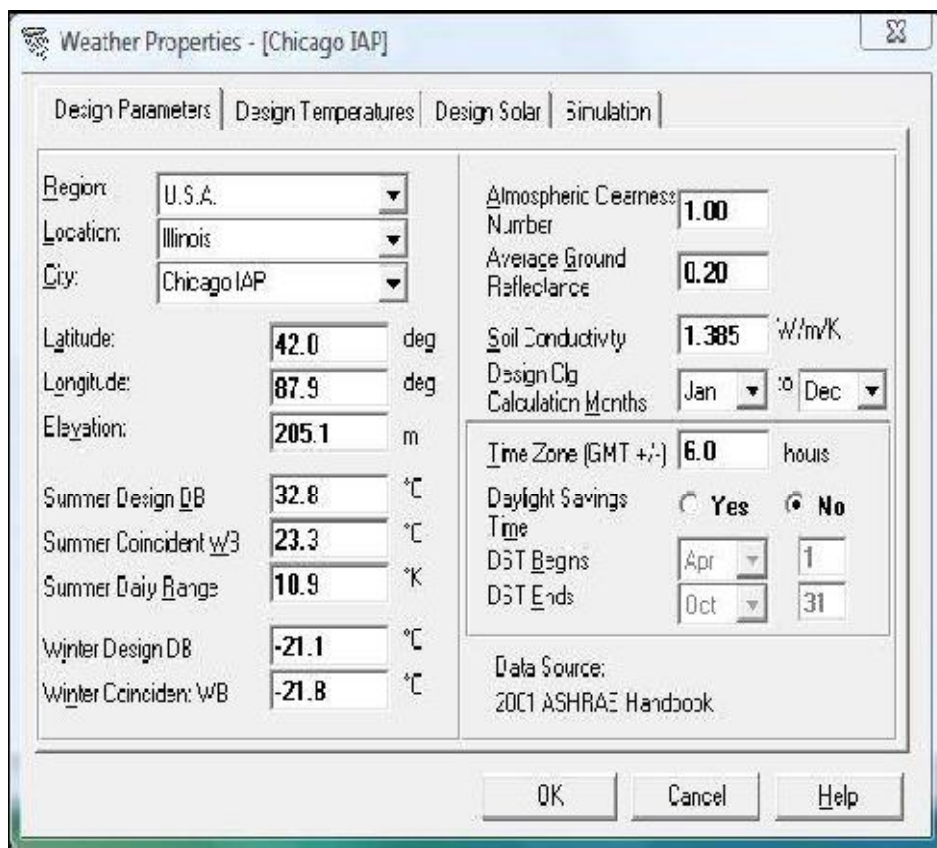 Weather Properties - [Chicago IAP]
Design Parameters Design Temperatures Design Solar Simulation
Region: U.S.A.
Location: Illinois
City: Chicago IAP
Latitude: 42.0 deg
Longitude: 87.9 deg
Elevation: 205.1 m
Summer Design DB 32.8 °C
Summer Coincident WB 23.3 °C
Summer Daily Range 10.9 °K
Winter Design DB -21.1 °C
Winter Coincident WB -21.8 °C
Atmospheric Clearness
Number 1.00
Average Ground
Reflectance 0.20
Soil Conductivity 1.385 W/m/K
Design Clg
Calculation Months Jan to Dec
Time Zone (GMT +/-) 6.0 hours
Daylight Savings
Time Yes No
DST Begins Apr 1
DST Ends Oct 31
Data Source:
2001 ASHRAE Handbook
OK Cancel Help